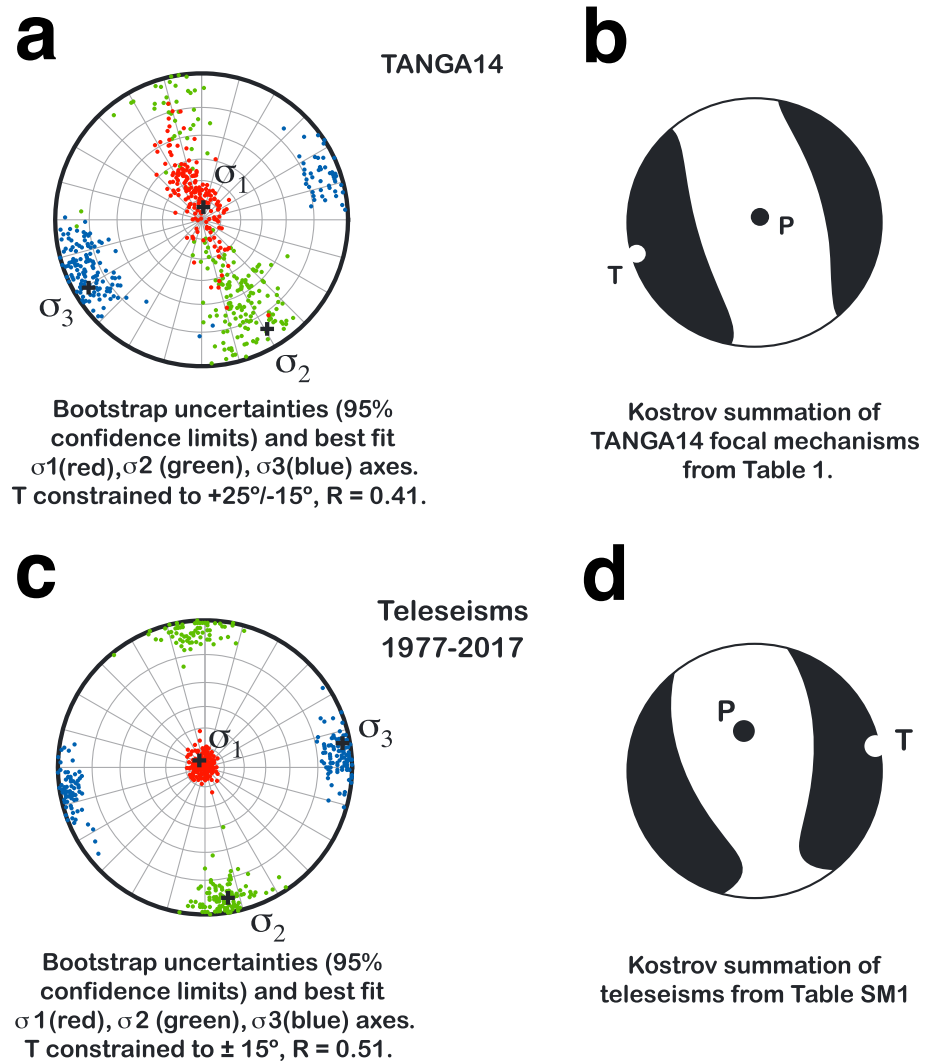 a
TANGA14
σ1
σ3
σ2
Bootstrap uncertainties (95%
confidence limits) and best fit
σ1(red),σ2 (green), σ3(blue) axes.
T constrained to +25º/-15º, R = 0.41.
b
P
T
Kostrov summation of
TANGA14 focal mechanisms
from Table 1.
c
Teleseisms
1977-2017
σ1
σ3
σ2
Bootstrap uncertainties (95%
confidence limits) and best fit
σ1(red), σ2 (green), σ3(blue) axes.
T constrained to ± 15º, R = 0.51.
d
P
T
Kostrov summation of
teleseisms from Table SM1